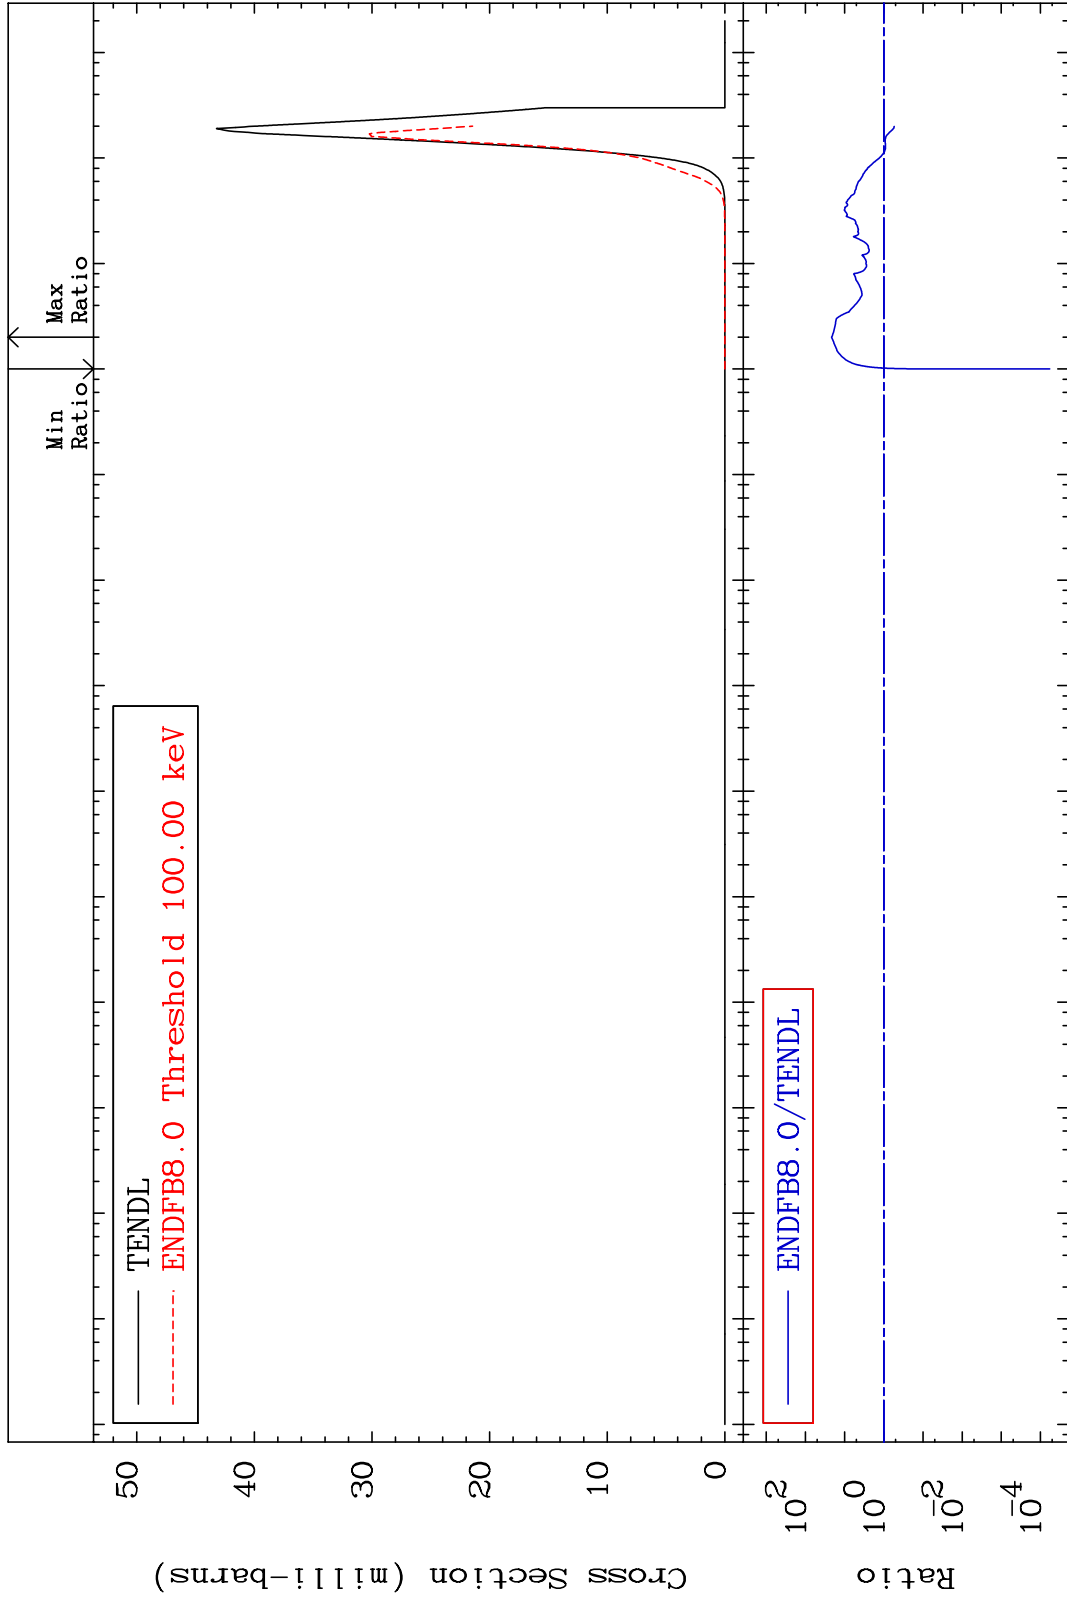 Min
Ratio
Max
Ratio
TENDL
ENDFB8.0 Threshold 100.00 keV
Cross Section (milli-barns)
50
40
30
20
10
0
ENDFB8.0/TENDL
Ratio
10 2
10 0
10 -2
10 -4